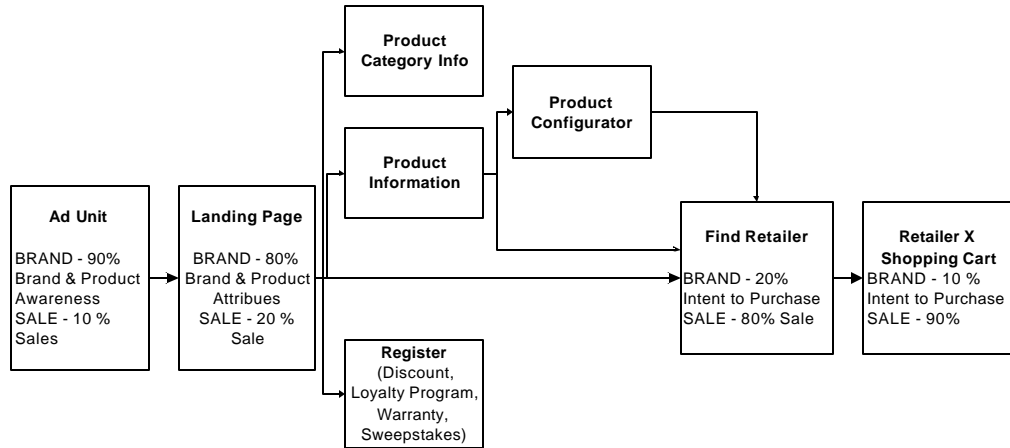 Product
Category Info
Product
Configurator
Product
Information
Ad Unit
BRAND - 90%
Brand & Product
Awareness
SALE - 10 %
Sales
Landing Page
BRAND - 80%
Brand & Product
Attribues
SALE - 20 %
Sale
Find Retailer
BRAND - 20%
Intent to Purchase
SALE - 80% Sale
Retailer X
Shopping Cart
BRAND - 10 %
Intent to Purchase
SALE - 90%
Register
(Discount,
Loyalty Program,
Warranty,
Sweepstakes)